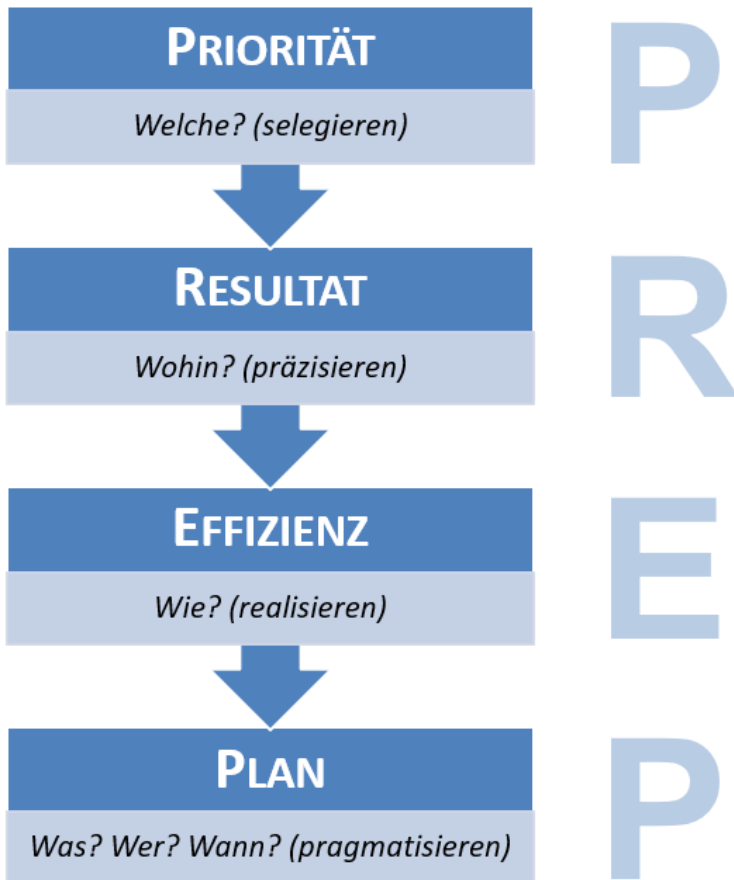 PRIORITÄT
P
Welche? (selegieren)
RESULTAT
R
Wohin? (präzisieren)
EFFIZIENZ
E
Wie? (realisieren)
PLAN
P
Was? Wer? Wann? (pragmatisieren)